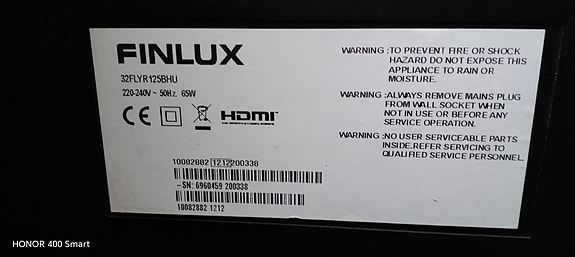 FINLUX
32FLYR125BHU
220-240V ~ 50Hz. 65W
CE HDMI
WARNING :TO PREVENT FIRE OR SHOCK
HAZARD DO NOT EXPOSE THIS
APPLIANCE TO RAIN OR
MOISTURE.
WARNING :ALWAYS REMOVE MAINS PLUG
FROM WALL SOCKET WHEN
NOT IN USE OR BEFORE ANY
SERVICE OPERATION.
WARNING :NO USER SERVICEABLE PARTS
INSIDE.REFER SERVICING TO
QUALIFIED SERVICE PERSONNEL.
10082882 1212 200338
-SN: 6960459 200338
10082882 1212
HONOR 400 Smart